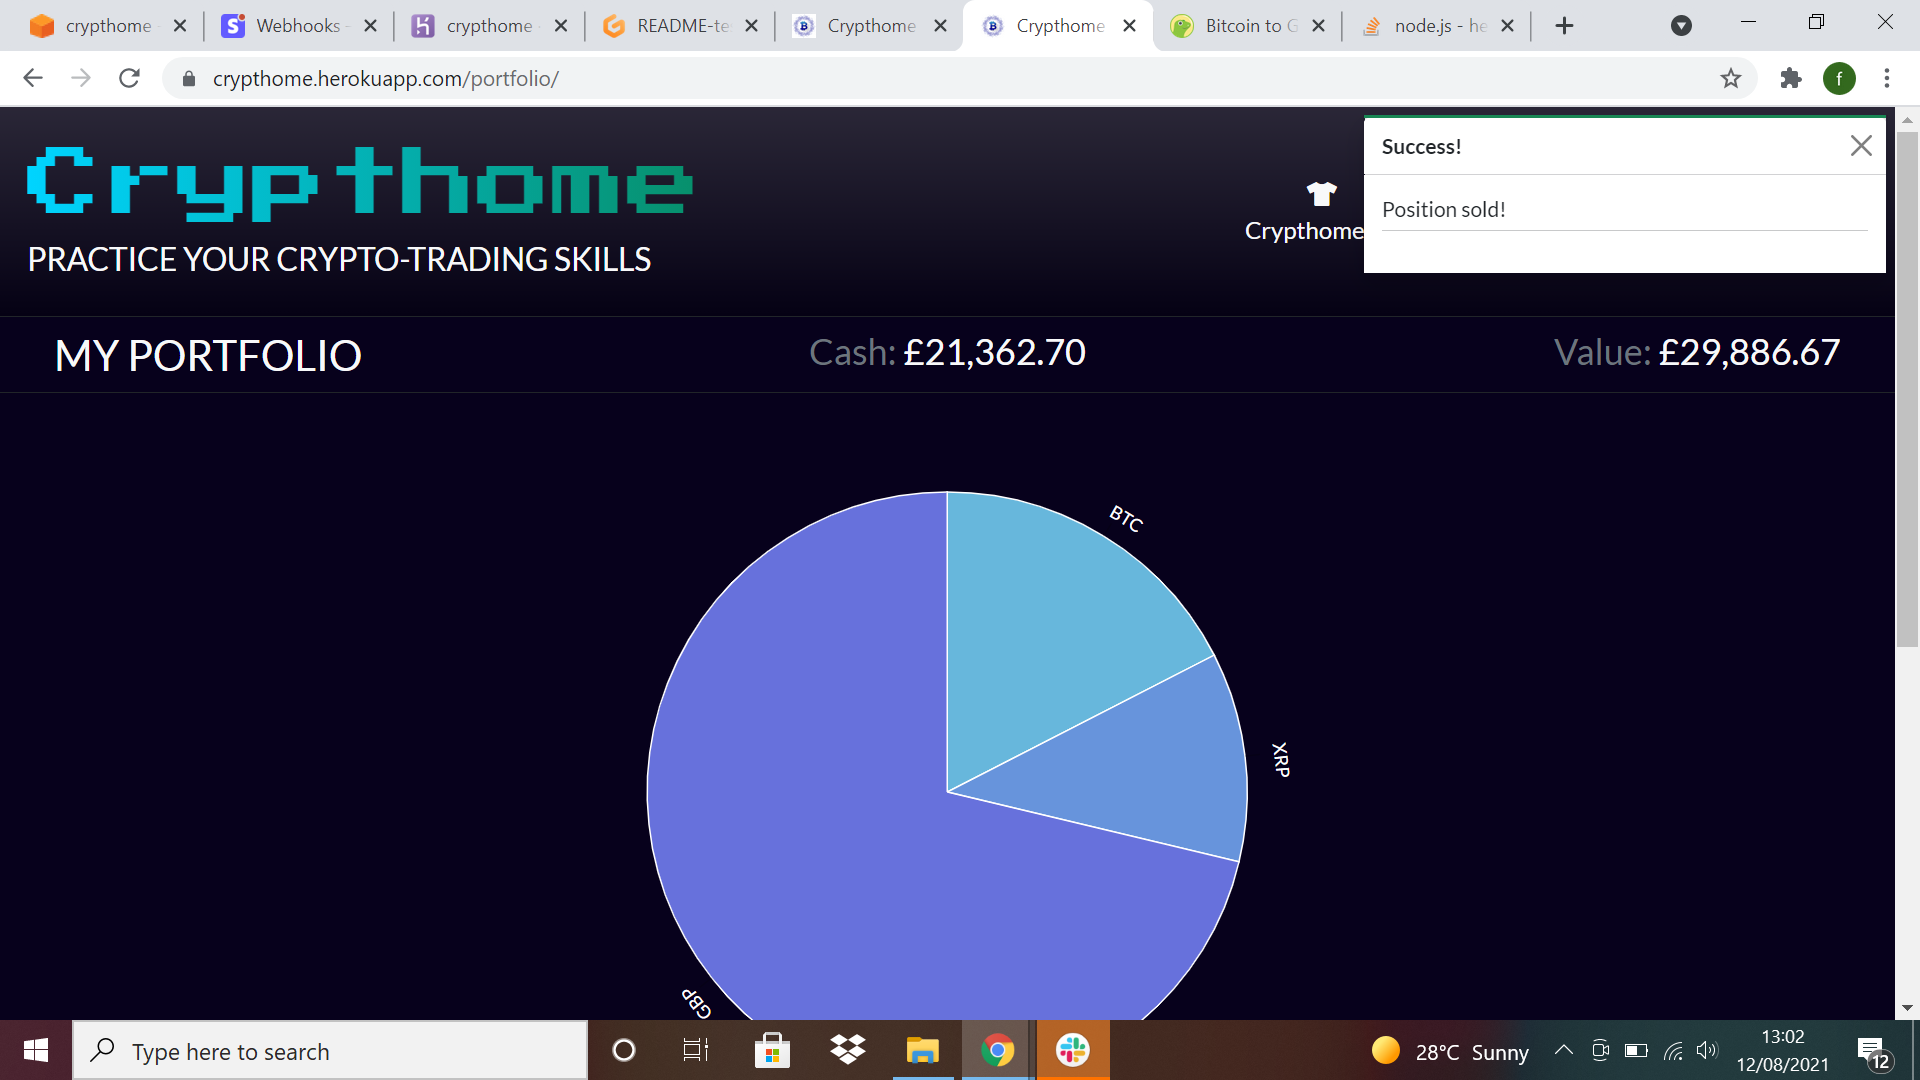 crypthome
Webhooks -
crypthome
README-te
Crypthome
Crypthome
Bitcoin to G
node.js - he
crypthome.herokuapp.com/portfolio/
f
Crypthome
PRACTICE YOUR CRYPTO-TRADING SKILLS
Crypthome
Success!
Position sold!
MY PORTFOLIO
Cash: £21,362.70
Value: £29,886.67
BTC
XRP
GBP
Type here to search
28°C Sunny
13:02
12/08/2021
12